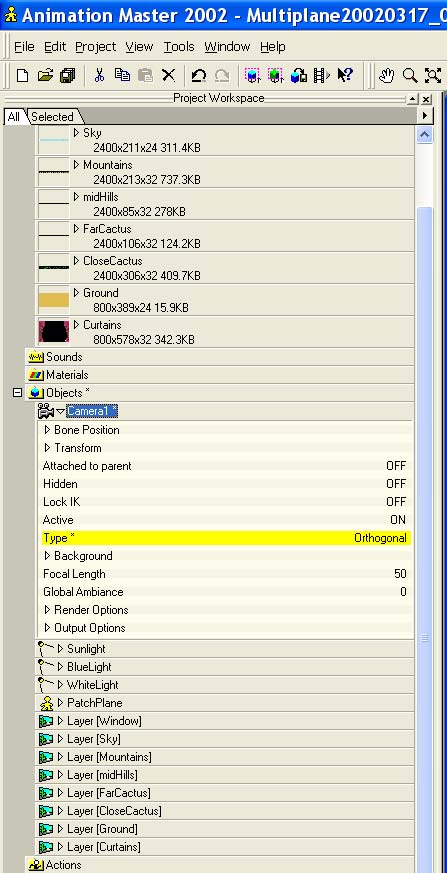 Animation Master 2002 - Multiplane20020317_0
File Edit Project View Tools Window Help
Project Workspace
All Selected
Sky
2400x211x24 311.4KB
Mountains
2400x213x32 737.3KB
midHills
2400x85x32 278KB
FarCactus
2400x106x32 124.2KB
CloseCactus
2400x306x32 409.7KB
Ground
800x389x24 15.9KB
Curtains
800x578x32 342.3KB
Sounds
Materials
Objects *
Camera1 *
Bone Position
Transform
Attached to parent OFF
Hidden OFF
Lock IK OFF
Active ON
Type * Orthogonal
Background
Focal Length 50
Global Ambiance 0
Render Options
Output Options
Sunlight
BlueLight
WhiteLight
PatchPlane
Layer [Window]
Layer [Sky]
Layer [Mountains]
Layer [midHills]
Layer [FarCactus]
Layer [CloseCactus]
Layer [Ground]
Layer [Curtains]
Actions